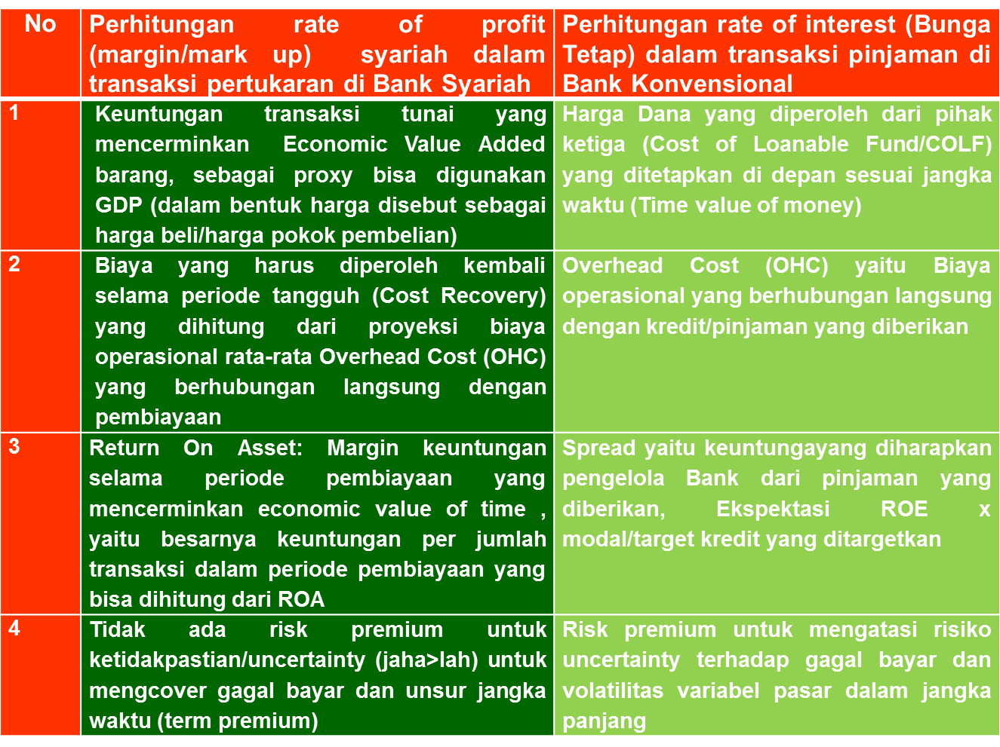 No
Perhitungan rate of profit
(margin/mark up) syariah dalam
transaksi pertukaran di Bank Syariah
Perhitungan rate of interest (Bunga
Tetap) dalam transaksi pinjaman di
Bank Konvensional
1
Keuntungan transaksi tunai yang
mencerminkan Economic Value Added
barang, sebagai proxy bisa digunakan
GDP (dalam bentuk harga disebut sebagai
harga beli/harga pokok pembelian)
Harga Dana yang diperoleh dari pihak
ketiga (Cost of Loanable Fund/COLF)
yang ditetapkan di depan sesuai jangka
waktu (Time value of money)
2
Biaya yang harus diperoleh kembali
selama periode tangguh (Cost Recovery)
yang dihitung dari proyeksi biaya
operasional rata-rata Overhead Cost (OHC)
yang berhubungan langsung dengan
pembiayaan
Overhead Cost (OHC) yaitu Biaya
operasional yang berhubungan langsung
dengan kredit/pinjaman yang diberikan
3
Return On Asset: Margin keuntungan
selama periode pembiayaan yang
mencerminkan economic value of time ,
yaitu besarnya keuntungan per jumlah
transaksi dalam periode pembiayaan yang
bisa dihitung dari ROA
Spread yaitu keuntungayang diharapkan
pengelola Bank dari pinjaman yang
diberikan, Ekspektasi ROE x
modal/target kredit yang ditargetkan
4
Tidak ada risk premium untuk
ketidakpastian/uncertainty (jaha>lah) untuk
mengcover gagal bayar dan unsur jangka
waktu (term premium)
Risk premium untuk mengatasi risiko
uncertainty terhadap gagal bayar dan
volatilitas variabel pasar dalam jangka
panjang